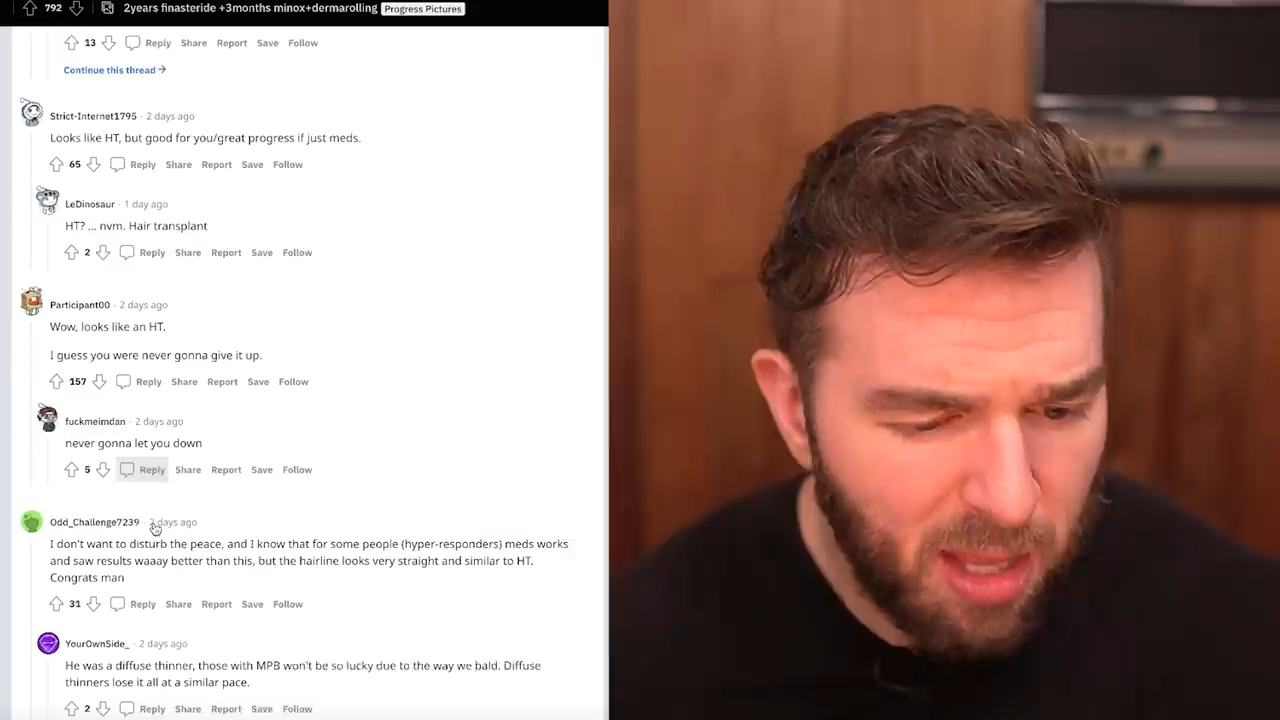 792 2years finasteride +3months minox+dermarolling Progress Pictures
13 Reply Share Report Save Follow
Continue this thread →
Strict-Internet1795 · 2 days ago
Looks like HT, but good for you/great progress if just meds.
65 Reply Share Report Save Follow
LeDinosaur · 1 day ago
HT? ... nvm. Hair transplant
2 Reply Share Report Save Follow
Participant00 · 2 days ago
Wow, looks like an HT.
I guess you were never gonna give it up.
157 Reply Share Report Save Follow
fuckmeimdan · 2 days ago
never gonna let you down
5 Reply Share Report Save Follow
Odd_Challenge7239 · 2 days ago
I don't want to disturb the peace, and I know that for some people (hyper-responders) meds works
and saw results waaay better than this, but the hairline looks very straight and similar to HT.
Congrats man
31 Reply Share Report Save Follow
YourOwnSide_ · 2 days ago
He was a diffuse thinner, those with MPB won't be so lucky due to the way we bald. Diffuse
thinners lose it all at a similar pace.
2 Reply Share Report Save Follow